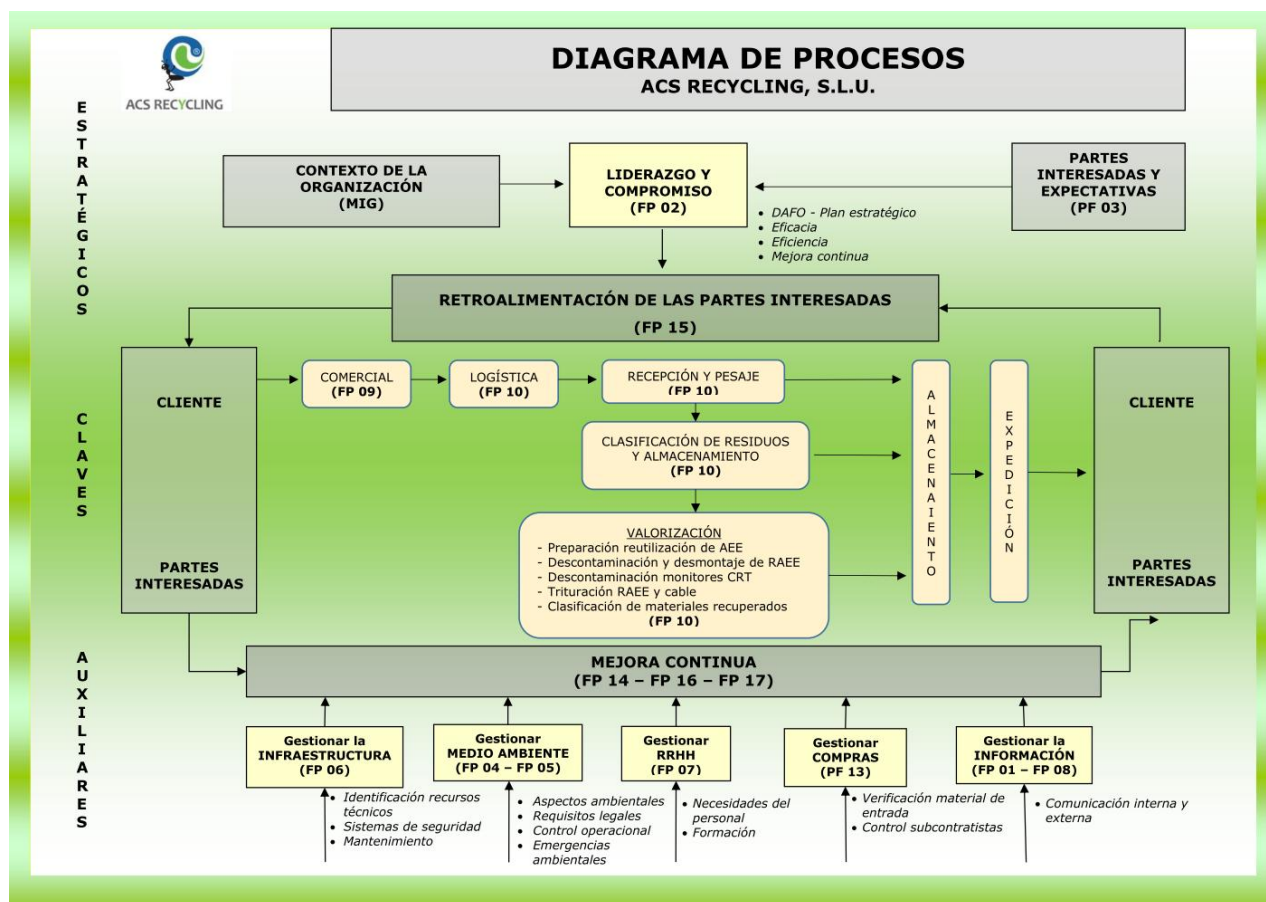 DIAGRAMA DE PROCESOS
ACS RECYCLING, S.L.U.
ACS RECYCLING
ESTRATÉGICOS
CONTEXTO DE LA
ORGANIZACIÓN
(MIG)
LIDERAZGO Y
COMPROMISO
(FP 02)
PARTES
INTERESADAS Y
EXPECTATIVAS
(PF 03)
• DAFO - Plan estratégico
• Eficacia
• Eficiencia
• Mejora continua
RETROALIMENTACIÓN DE LAS PARTES INTERESADAS
(FP 15)
CLAVES
CLIENTE
PARTES
INTERESADAS
COMERCIAL
(FP 09)
LOGÍSTICA
(FP 10)
RECEPCIÓN Y PESAJE
(FP 10)
CLASIFICACIÓN DE RESIDUOS
Y ALMACENAMIENTO
(FP 10)
VALORIZACIÓN
- Preparación reutilización de AEE
- Descontaminación y desmontaje de RAEE
- Descontaminación monitores CRT
- Trituración RAEE y cable
- Clasificación de materiales recuperados
(FP 10)
ALMACENAIENTO
EXPEDICIÓN
CLIENTE
PARTES
INTERESADAS
AUXILIARES
MEJORA CONTINUA
(FP 14 – FP 16 – FP 17)
Gestionar la
INFRAESTRUCTURA
(FP 06)
• Identificación recursos
técnicos
• Sistemas de seguridad
• Mantenimiento
Gestionar
MEDIO AMBIENTE
(FP 04 – FP 05)
• Aspectos ambientales
• Requisitos legales
• Control operacional
• Emergencias
ambientales
Gestionar
RRHH
(FP 07)
• Necesidades del
personal
• Formación
Gestionar
COMPRAS
(PF 13)
• Verificación material de
entrada
• Control subcontratistas
Gestionar la
INFORMACIÓN
(FP 01 – FP 08)
• Comunicación interna y
externa